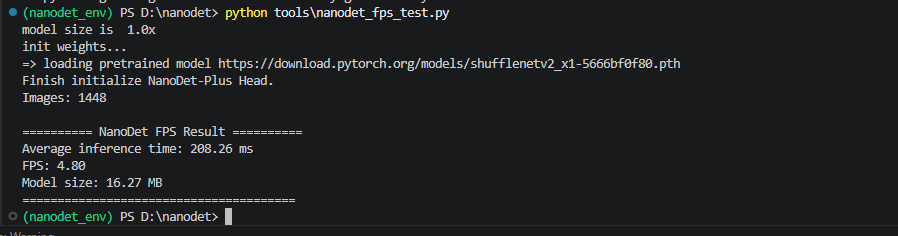 (nanodet_env) PS D:\nanodet> python tools\nanodet_fps_test.py
model size is  1.0x
init weights...
=> loading pretrained model https://download.pytorch.org/models/shufflenetv2_x1-5666bf0f80.pth
Finish initialize NanoDet-Plus Head.
Images: 1448

========== NanoDet FPS Result ==========
Average inference time: 208.26 ms
FPS: 4.80
Model size: 16.27 MB
=======================================
(nanodet_env) PS D:\nanodet>